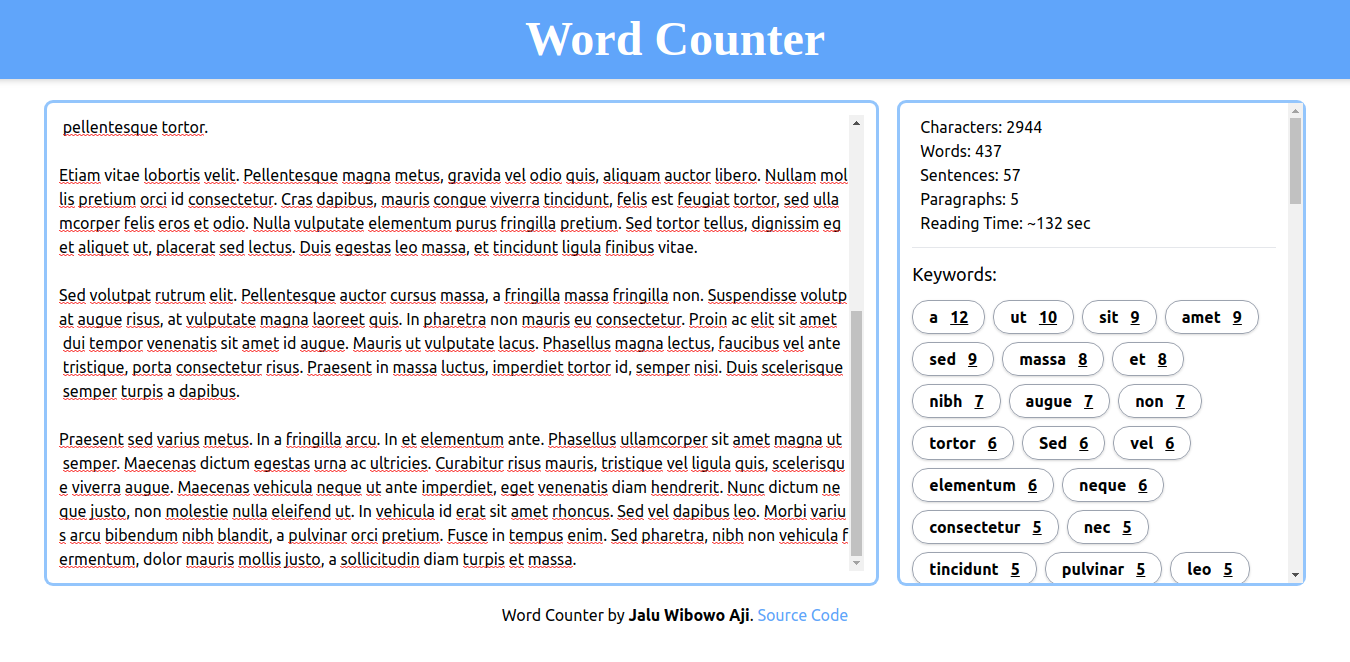 Word Counter
pellentesque tortor.
Etiam vitae lobortis velit. Pellentesque magna metus, gravida vel odio quis, aliquam auctor libero. Nullam mol
lis pretium orci id consectetur. Cras dapibus, mauris congue viverra tincidunt, felis est feugiat tortor, sed ulla
mcorper felis eros et odio. Nulla vulputate elementum purus fringilla pretium. Sed tortor tellus, dignissim eg
et aliquet ut, placerat sed lectus. Duis egestas leo massa, et tincidunt ligula finibus vitae.
Sed volutpat rutrum elit. Pellentesque auctor cursus massa, a fringilla massa fringilla non. Suspendisse volutp
at augue risus, at vulputate magna laoreet quis. In pharetra non mauris eu consectetur. Proin ac elit sit amet
dui tempor venenatis sit amet id augue. Mauris ut vulputate lacus. Phasellus magna lectus, faucibus vel ante
tristique, porta consectetur risus. Praesent in massa luctus, imperdiet tortor id, semper nisi. Duis scelerisque
semper turpis a dapibus.
Praesent sed varius metus. In a fringilla arcu. In et elementum ante. Phasellus ullamcorper sit amet magna ut
semper. Maecenas dictum egestas urna ac ultricies. Curabitur risus mauris, tristique vel ligula quis, scelerisqu
e viverra augue. Maecenas vehicula neque ut ante imperdiet, eget venenatis diam hendrerit. Nunc dictum ne
que justo, non molestie nulla eleifend ut. In vehicula id erat sit amet rhoncus. Sed vel dapibus leo. Morbi variu
s arcu bibendum nibh blandit, a pulvinar orci pretium. Fusce in tempus enim. Sed pharetra, nibh non vehicula f
ermentum, dolor mauris mollis justo, a sollicitudin diam turpis et massa.
Characters: 2944
Words: 437
Sentences: 57
Paragraphs: 5
Reading Time: ~132 sec
Keywords:
a 12 ut 10 sit 9 amet 9
sed 9 massa 8 et 8
nibh 7 augue 7 non 7
tortor 6 Sed 6 vel 6
elementum 6 neque 6
consectetur 5 nec 5
tincidunt 5 pulvinar 5 leo 5
Word Counter by Jalu Wibowo Aji. Source Code